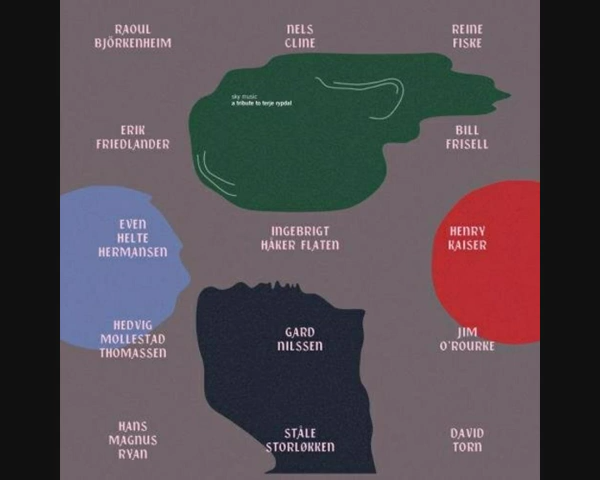 RAOUL
BJÖRKENHEIM
NELS
CLINE
REINE
FISKE
sky music
a tribute to terje rypdal
ERIK
FRIEDLANDER
BILL
FRISELL
EVEN
HELTE
HERMANSEN
INGEBRIGT
HÅKER FLATEN
HENRY
KAISER
HEDVIG
MOLLESTAD
THOMASSEN
GARD
NILSSEN
JIM
O'ROURKE
HANS
MAGNUS
RYAN
STÅLE
STORLØKKEN
DAVID
TORN